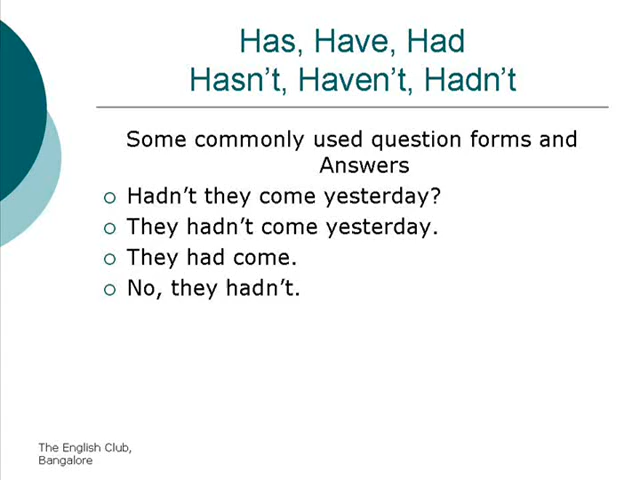 Has, Have, Had
Hasn't, Haven't, Hadn't
Some commonly used question forms and
Answers
Hadn't they come yesterday?
They hadn't come yesterday.
They had come.
No, they hadn't.
The English Club,
Bangalore